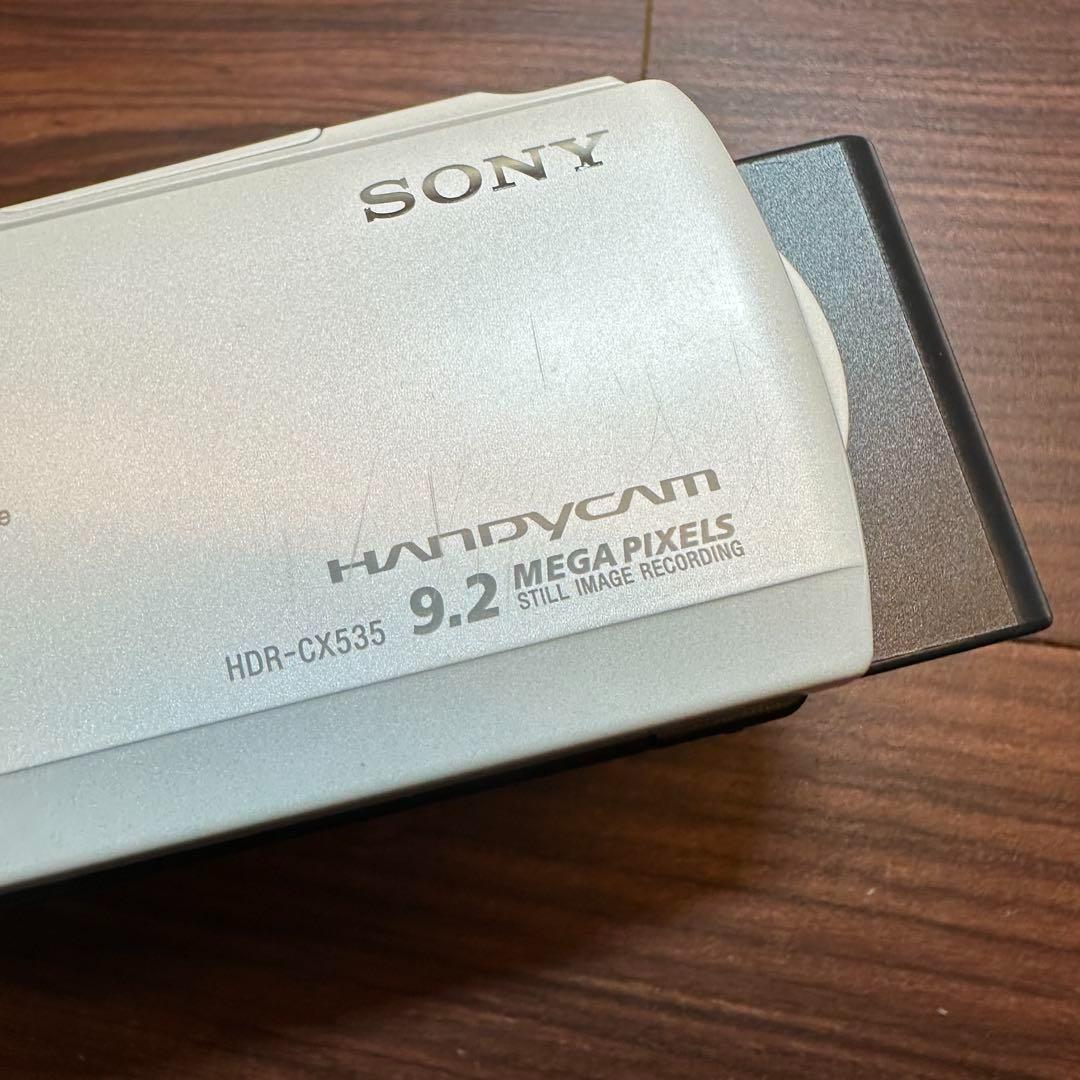 SONY
HANDYCAM
HDR-CX535 9.2 MEGA PIXELS
STILL IMAGE RECORDING
e